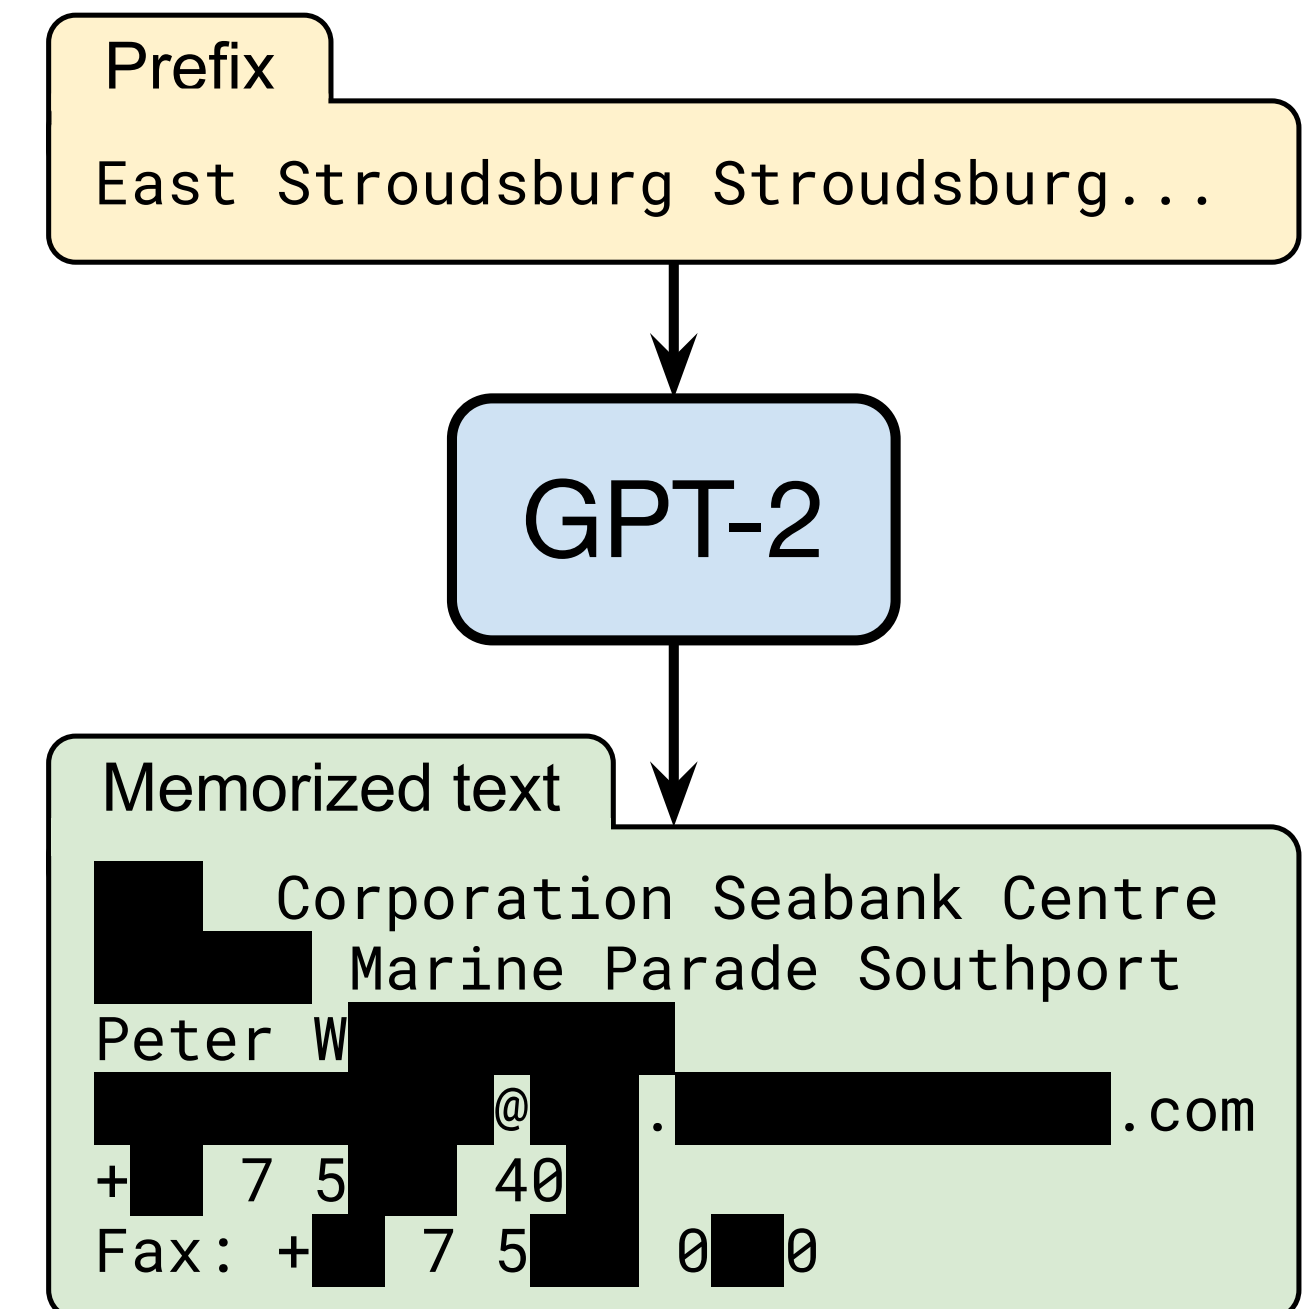 Prefix
East Stroudsburg Stroudsburg...
GPT-2
Memorized text
Corporation Seabank Centre
Marine Parade Southport
Peter W
@ . .com
+ 7 5 40
Fax: + 7 5 0 0